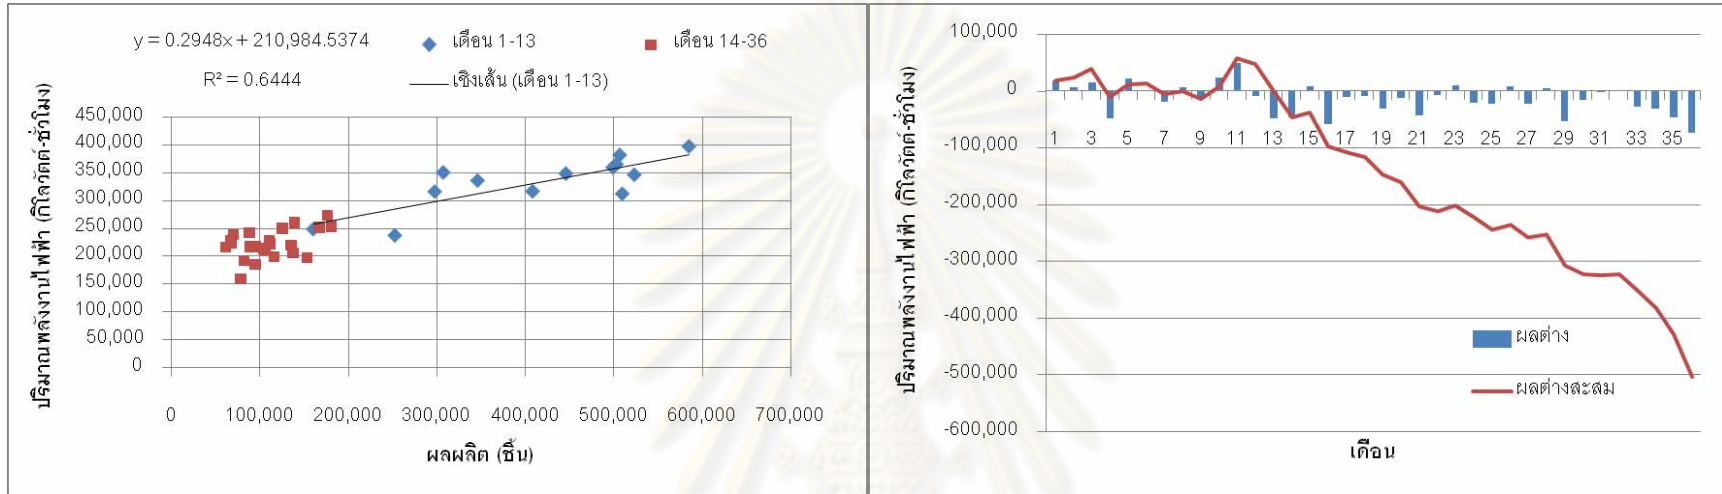 y = 0.2948x + 210,984.5374
เดือน 1-13
เดือน 14-36
R² = 0.6444
เชิงเส้น (เดือน 1-13)
ปริมาณพลังงานไฟฟ้า (กิโลวัตต์-ชั่วโมง)
450,000
400,000
350,000
300,000
250,000
200,000
150,000
100,000
50,000
0
0 100,000 200,000 300,000 400,000 500,000 600,000 700,000
ผลผลิต (ชิ้น)
ปริมาณพลังงานไฟฟ้า (กิโลวัตต์-ชั่วโมง)
100,000
0
-100,000
-200,000
-300,000
-400,000
-500,000
-600,000
1 3 5 7 9 11 13 15 17 19 21 23 25 27 29 31 33 35
ผลต่าง
ผลต่างสะสม
เดือน